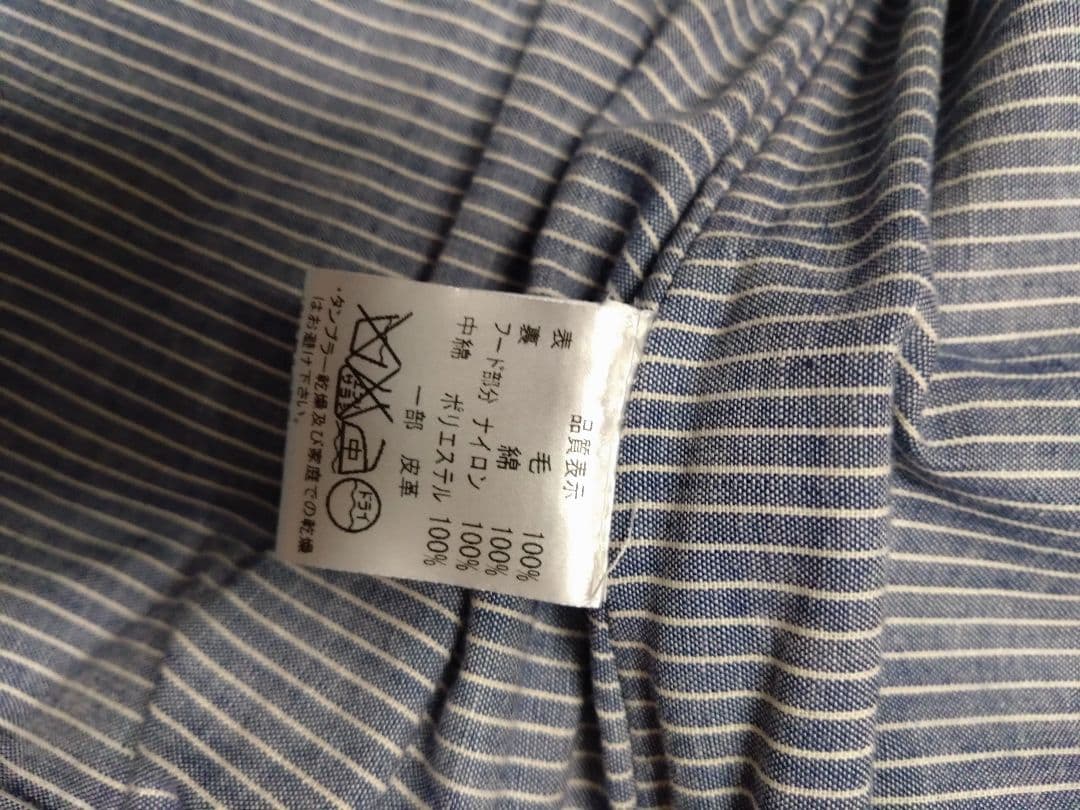 品質表示
表 毛 100%
裏 綿 100%
フード部分 ナイロン 100%
中綿 ポリエステル 100%
一部 皮革
中
ドライ
・タンブラー乾燥及び家庭での乾燥
はお避け下さい。